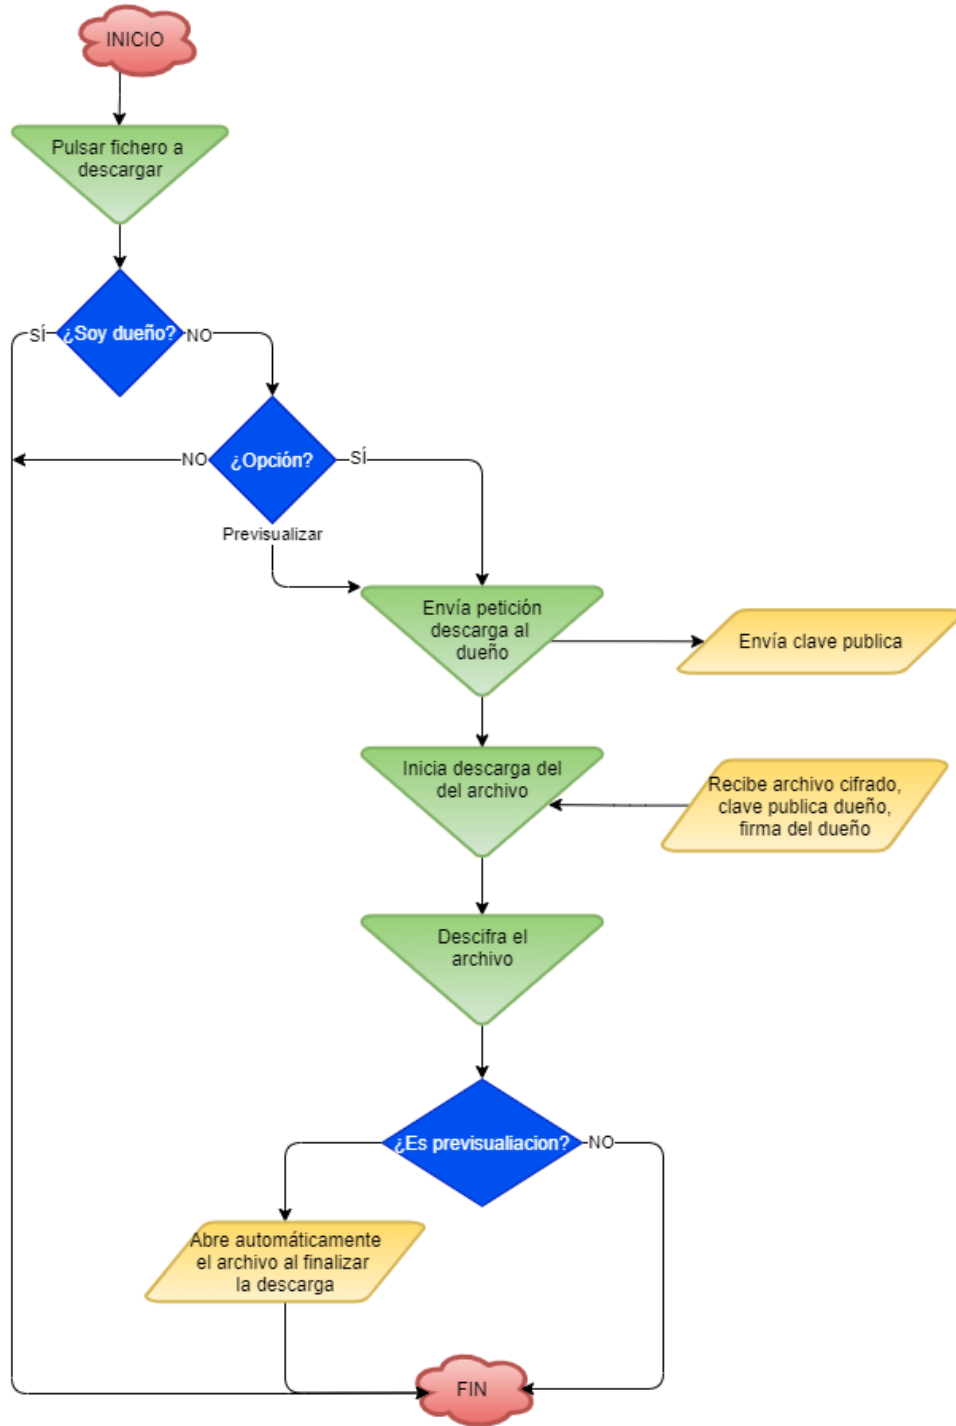 INICIO
Pulsar fichero a
descargar
¿Soy dueño?
SÍ
NO
¿Opción?
NO
SÍ
Previsualizar
Envía petición
descarga al
dueño
Envía clave publica
Inicia descarga del
del archivo
Recibe archivo cifrado,
clave publica dueño,
firma del dueño
Descifra el
archivo
¿Es previsualiacion?
NO
Abre automáticamente
el archivo al finalizar
la descarga
FIN